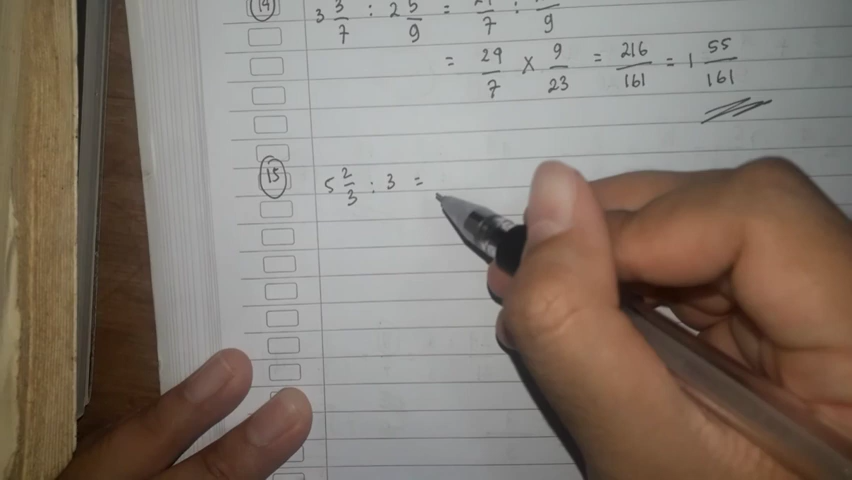 14
3 3/7 : 2 5/9 =
= 29/7 x 9/23 = 216/161 = 1 55/161
15
5 2/3 : 3 =